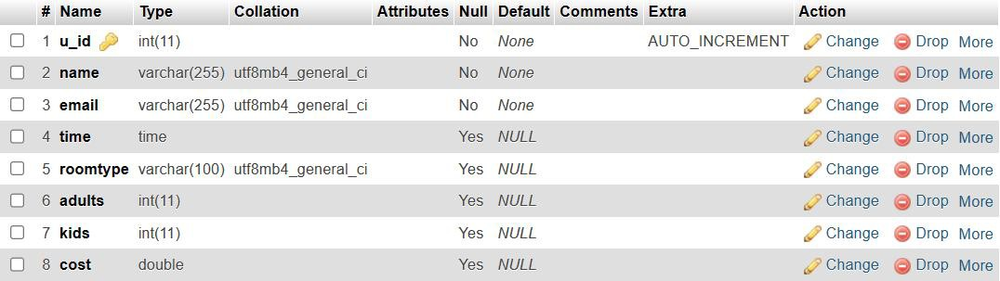 # Name Type Collation Attributes Null Default Comments Extra Action
1 u_id int(11) No None AUTO_INCREMENT Change Drop More
2 name varchar(255) utf8mb4_general_ci No None Change Drop More
3 email varchar(255) utf8mb4_general_ci No None Change Drop More
4 time time Yes NULL Change Drop More
5 roomtype varchar(100) utf8mb4_general_ci Yes NULL Change Drop More
6 adults int(11) Yes NULL Change Drop More
7 kids int(11) Yes NULL Change Drop More
8 cost double Yes NULL Change Drop More